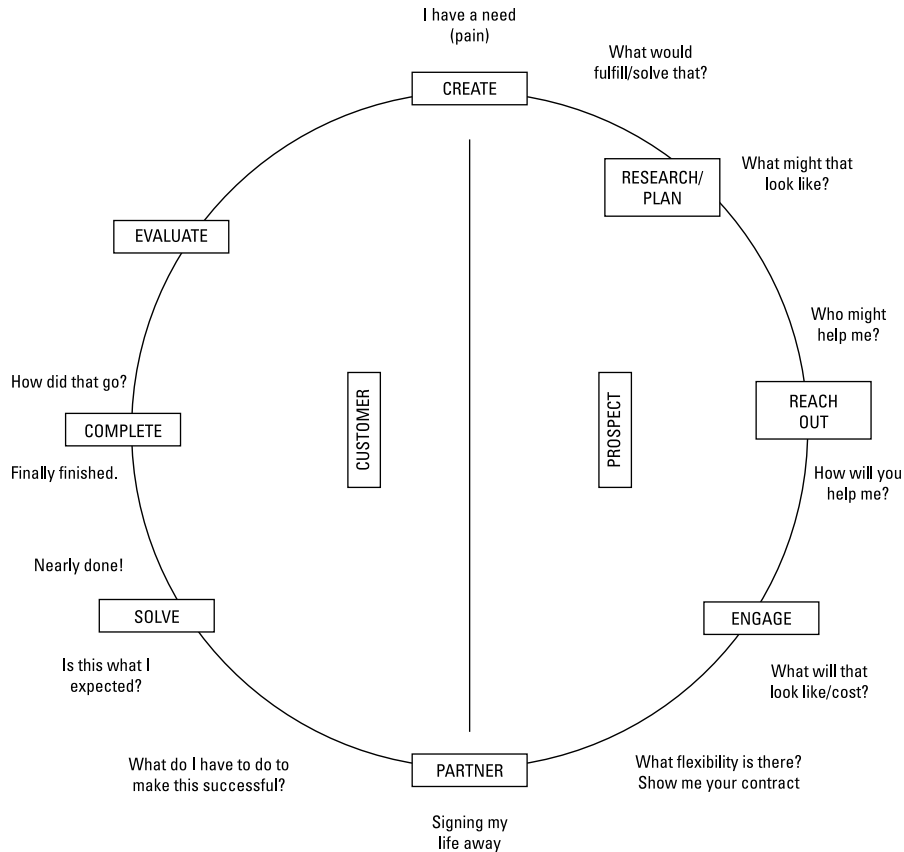 I have a need
(pain)
CREATE
What would
fulfill/solve that?
RESEARCH/
PLAN
What might that
look like?
Who might
help me?
REACH
OUT
How will you
help me?
ENGAGE
What will that
look like/cost?
What flexibility is there?
Show me your contract
PARTNER
Signing my
life away
What do I have to do to
make this successful?
Is this what I
expected?
SOLVE
Nearly done!
Finally finished.
COMPLETE
How did that go?
EVALUATE
CUSTOMER
PROSPECT